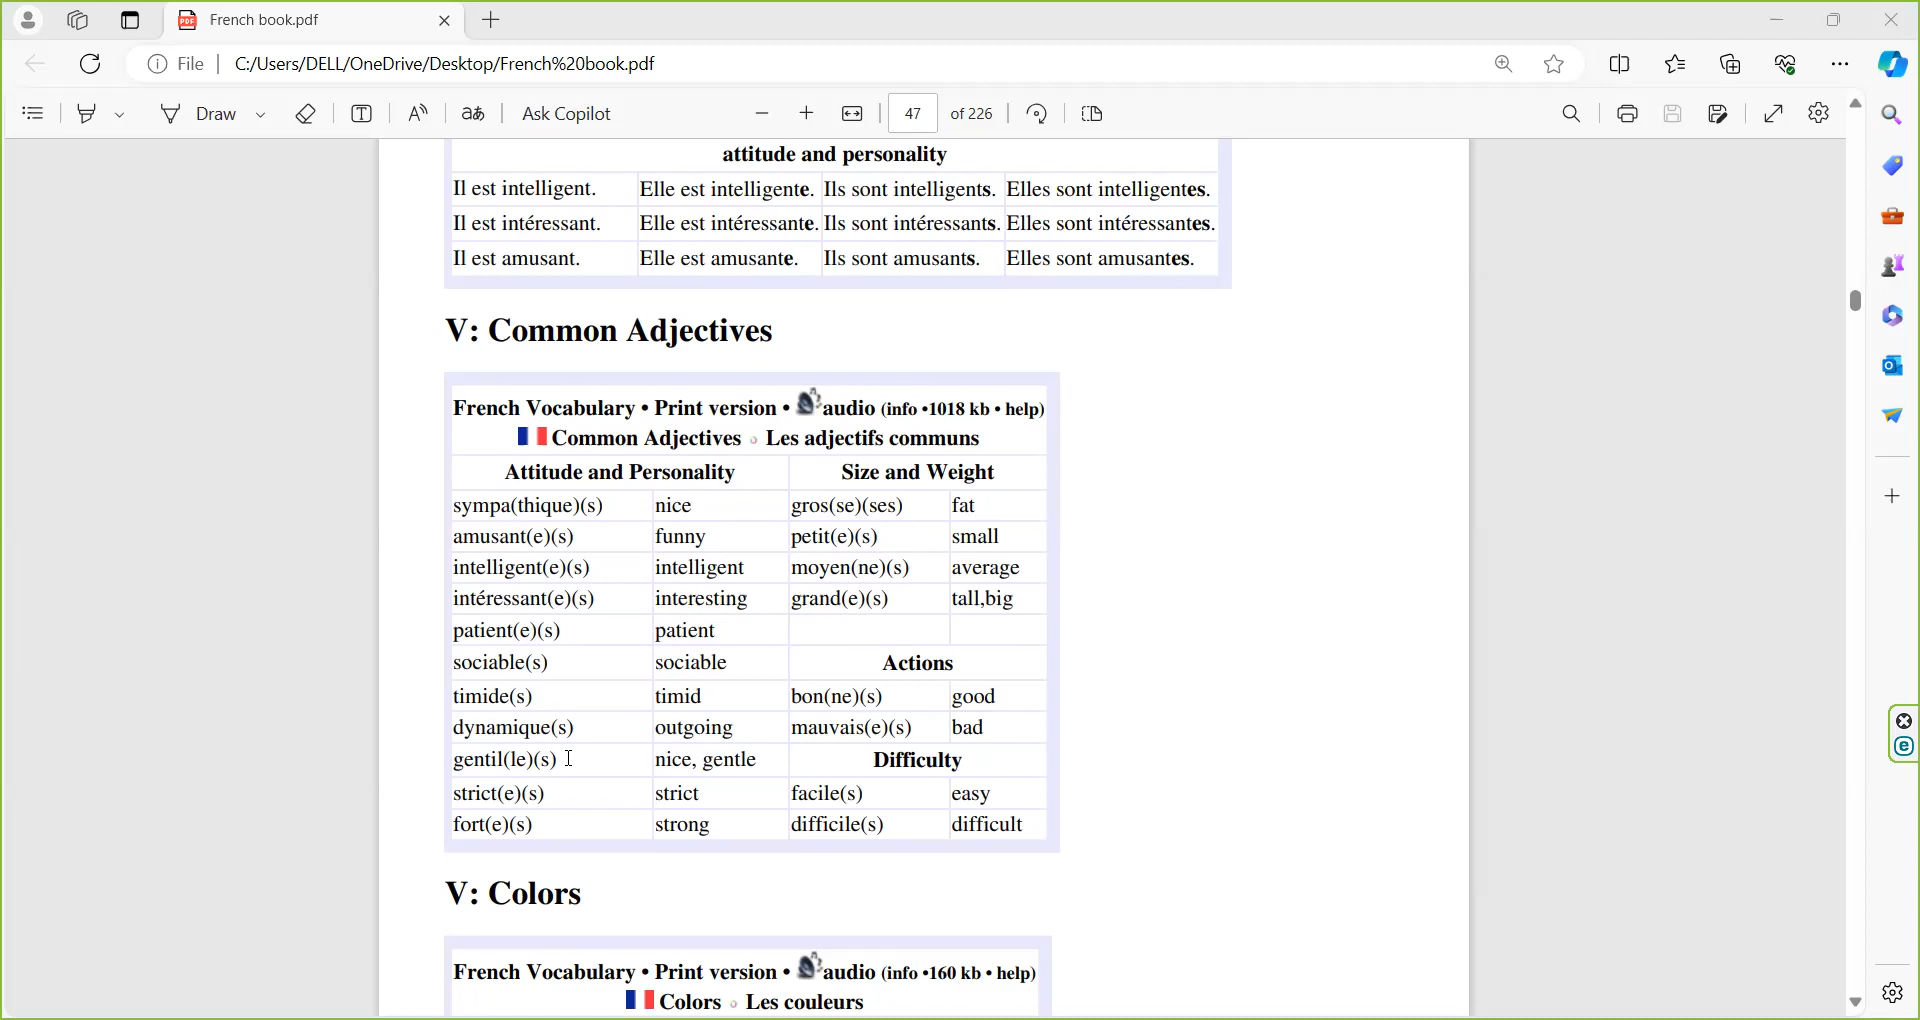 French book.pdf
File | C:/Users/DELL/OneDrive/Desktop/French%20book.pdf
Draw T A aあ Ask Copilot 47 of 226
attitude and personality
Il est intelligent. Elle est intelligente. Ils sont intelligents. Elles sont intelligentes.
Il est intéressant. Elle est intéressante. Ils sont intéressants. Elles sont intéressantes.
Il est amusant. Elle est amusante. Ils sont amusants. Elles sont amusantes.
V: Common Adjectives
French Vocabulary • Print version • audio (info •1018 kb • help)
Common Adjectives Les adjectifs communs
Attitude and Personality Size and Weight
sympa(thique)(s) nice gros(se)(ses) fat
amusant(e)(s) funny petit(e)(s) small
intelligent(e)(s) intelligent moyen(ne)(s) average
intéressant(e)(s) interesting grand(e)(s) tall,big
patient(e)(s) patient
sociable(s) sociable Actions
timide(s) timid bon(ne)(s) good
dynamique(s) outgoing mauvais(e)(s) bad
gentil(le)(s) nice, gentle Difficulty
strict(e)(s) strict facile(s) easy
fort(e)(s) strong difficile(s) difficult
V: Colors
French Vocabulary • Print version • audio (info •160 kb • help)
Colors Les couleurs